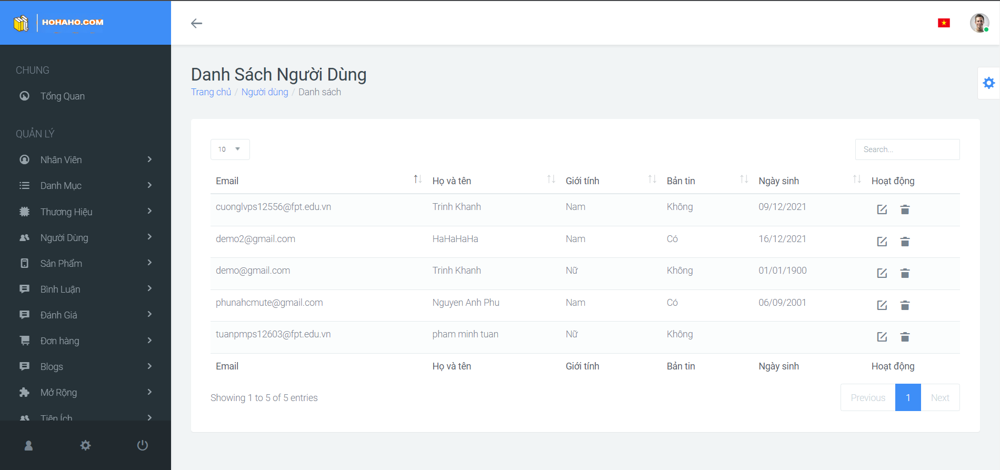 HOHAHO.COM
CHUNG
Tổng Quan
QUẢN LÝ
Nhân Viên
Danh Mục
Thương Hiệu
Người Dùng
Sản Phẩm
Bình Luận
Đánh Giá
Đơn hàng
Blogs
Mở Rộng
Tiện Ích
Danh Sách Người Dùng
Trang chủ / Người dùng / Danh sách
10
Search...
Email Họ và tên Giới tính Bản tin Ngày sinh Hoạt động
cuonglvps12556@fpt.edu.vn Trinh Khanh Nam Không 09/12/2021
demo2@gmail.com HaHaHaHa Nam Có 16/12/2021
demo@gmail.com Trinh Khanh Nữ Không 01/01/1900
phunahcmute@gmail.com Nguyen Anh Phu Nam Có 06/09/2001
tuanpmps12603@fpt.edu.vn pham minh tuan Nữ Không
Email Họ và tên Giới tính Bản tin Ngày sinh Hoạt động
Showing 1 to 5 of 5 entries
Previous 1 Next